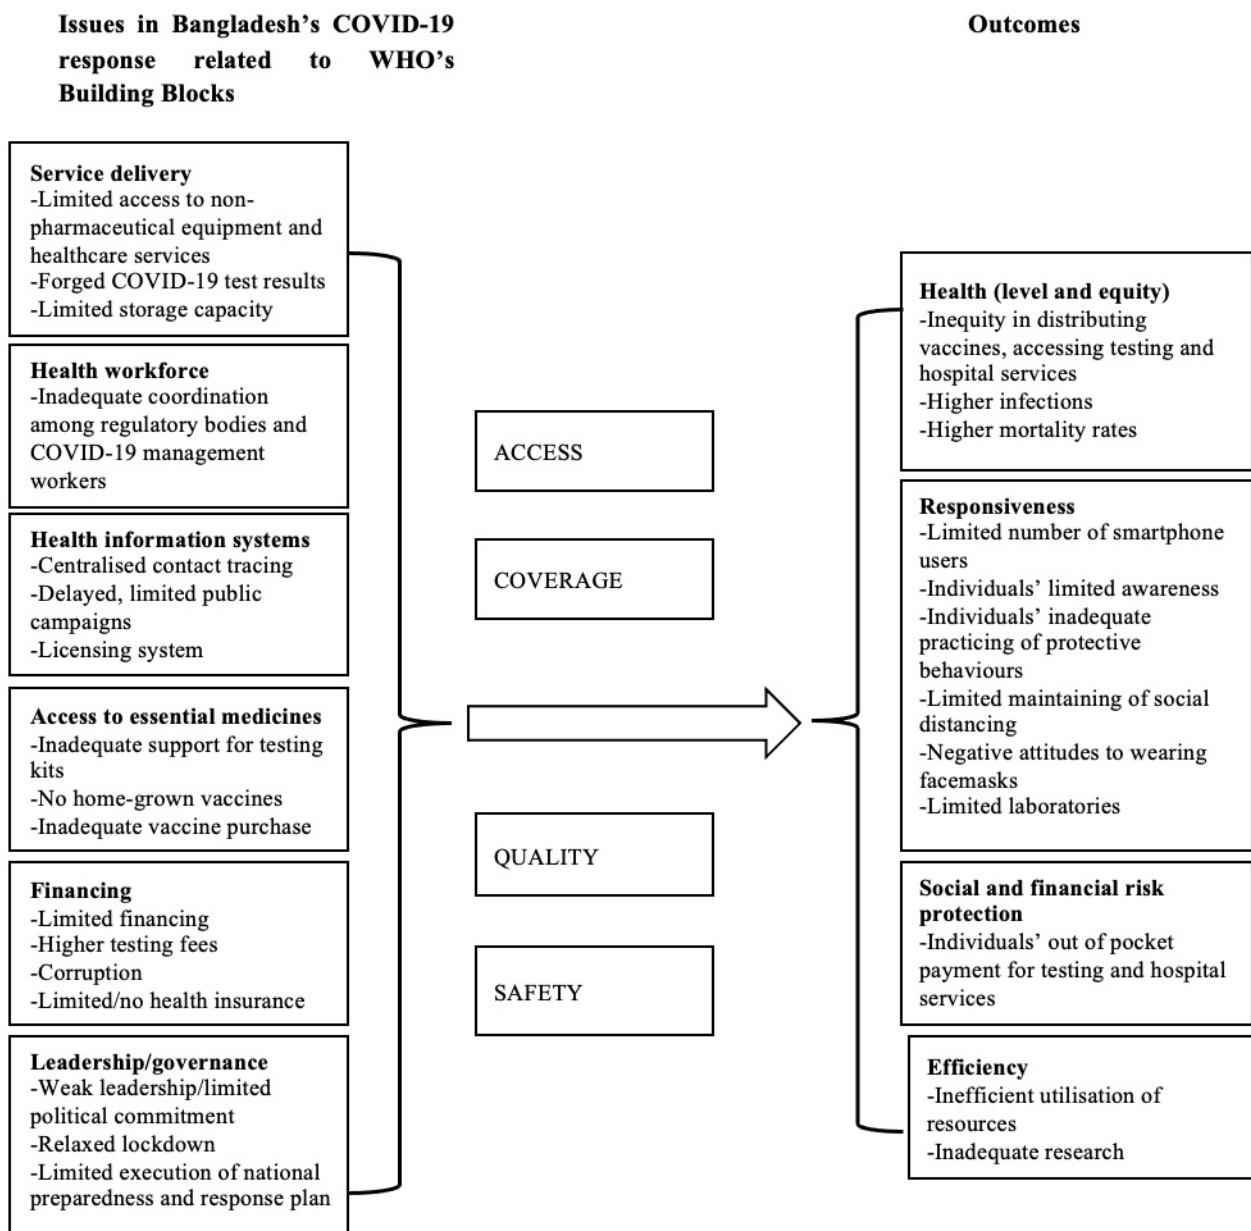 Issues in Bangladesh’s COVID-19
response related to WHO’s
Building Blocks
Outcomes
Service delivery
-Limited access to non-
pharmaceutical equipment and
healthcare services
-Forged COVID-19 test results
-Limited storage capacity
Health workforce
-Inadequate coordination
among regulatory bodies and
COVID-19 management
workers
Health information systems
-Centralised contact tracing
-Delayed, limited public
campaigns
-Licensing system
Access to essential medicines
-Inadequate support for testing
kits
-No home-grown vaccines
-Inadequate vaccine purchase
Financing
-Limited financing
-Higher testing fees
-Corruption
-Limited/no health insurance
Leadership/governance
-Weak leadership/limited
political commitment
-Relaxed lockdown
-Limited execution of national
preparedness and response plan
ACCESS
COVERAGE
QUALITY
SAFETY
Health (level and equity)
-Inequity in distributing
vaccines, accessing testing and
hospital services
-Higher infections
-Higher mortality rates
Responsiveness
-Limited number of smartphone
users
-Individuals’ limited awareness
-Individuals’ inadequate
practicing of protective
behaviours
-Limited maintaining of social
distancing
-Negative attitudes to wearing
facemasks
-Limited laboratories
Social and financial risk
protection
-Individuals’ out of pocket
payment for testing and hospital
services
Efficiency
-Inefficient utilisation of
resources
-Inadequate research